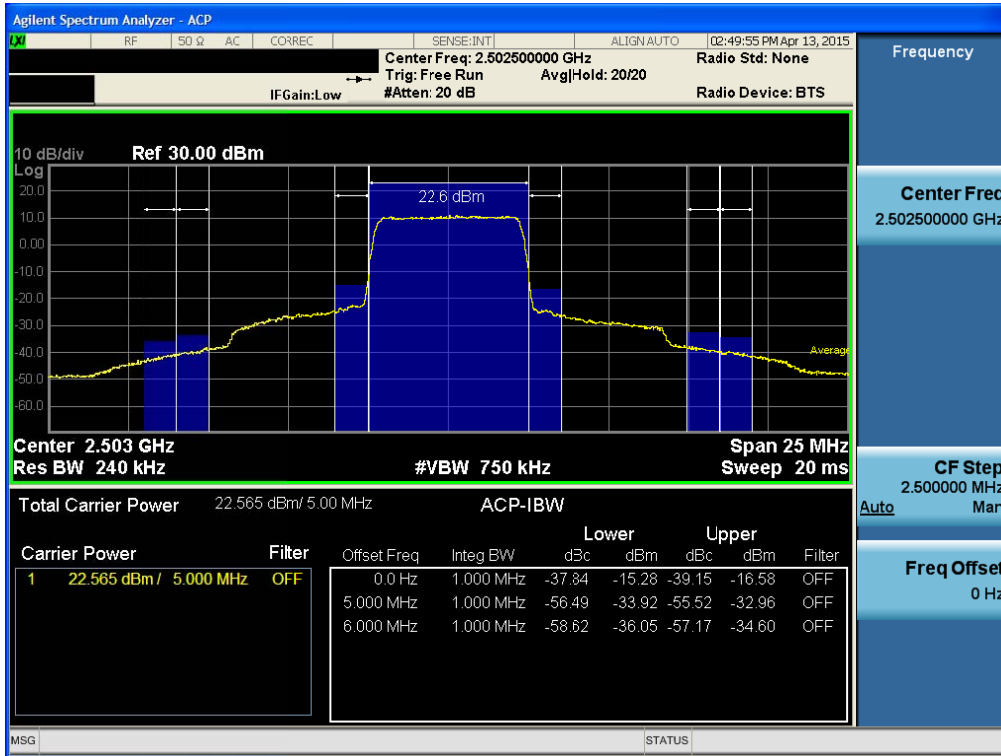 Agilent Spectrum Analyzer - ACP
LXI RF 50 Ω AC CORREC SENSE:INT ALIGN AUTO 02:49:55 PM Apr 13, 2015
Center Freq: 2.502500000 GHz Radio Std: None
Trig: Free Run Avg|Hold: 20/20
IFGain:Low #Atten: 20 dB Radio Device: BTS
Frequency
10 dB/div Ref 30.00 dBm
Log
20.0
22.6 dBm
10.0
0.00
-10.0
-20.0
-30.0
-40.0
Average
-50.0
-60.0
Center 2.503 GHz Span 25 MHz
Res BW 240 kHz #VBW 750 kHz Sweep 20 ms
Center Freq
2.502500000 GHz
CF Step
2.500000 MHz
Auto Man
Freq Offset
0 Hz
Total Carrier Power 22.565 dBm/ 5.00 MHz ACP-IBW
Lower Upper
Carrier Power Filter Offset Freq Integ BW dBc dBm dBc dBm Filter
1 22.565 dBm / 5.000 MHz OFF 0.0 Hz 1.000 MHz -37.84 -15.28 -39.15 -16.58 OFF
5.000 MHz 1.000 MHz -56.49 -33.92 -55.52 -32.96 OFF
6.000 MHz 1.000 MHz -58.62 -36.05 -57.17 -34.60 OFF
MSG STATUS